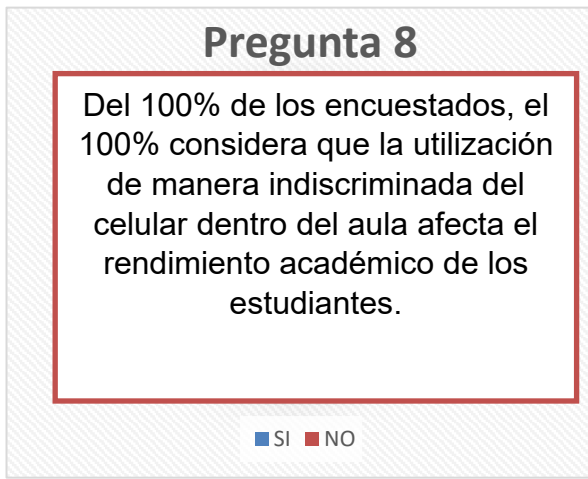 Pregunta 8
Del 100% de los encuestados, el
100% considera que la utilización
de manera indiscriminada del
celular dentro del aula afecta el
rendimiento académico de los
estudiantes.
SI NO